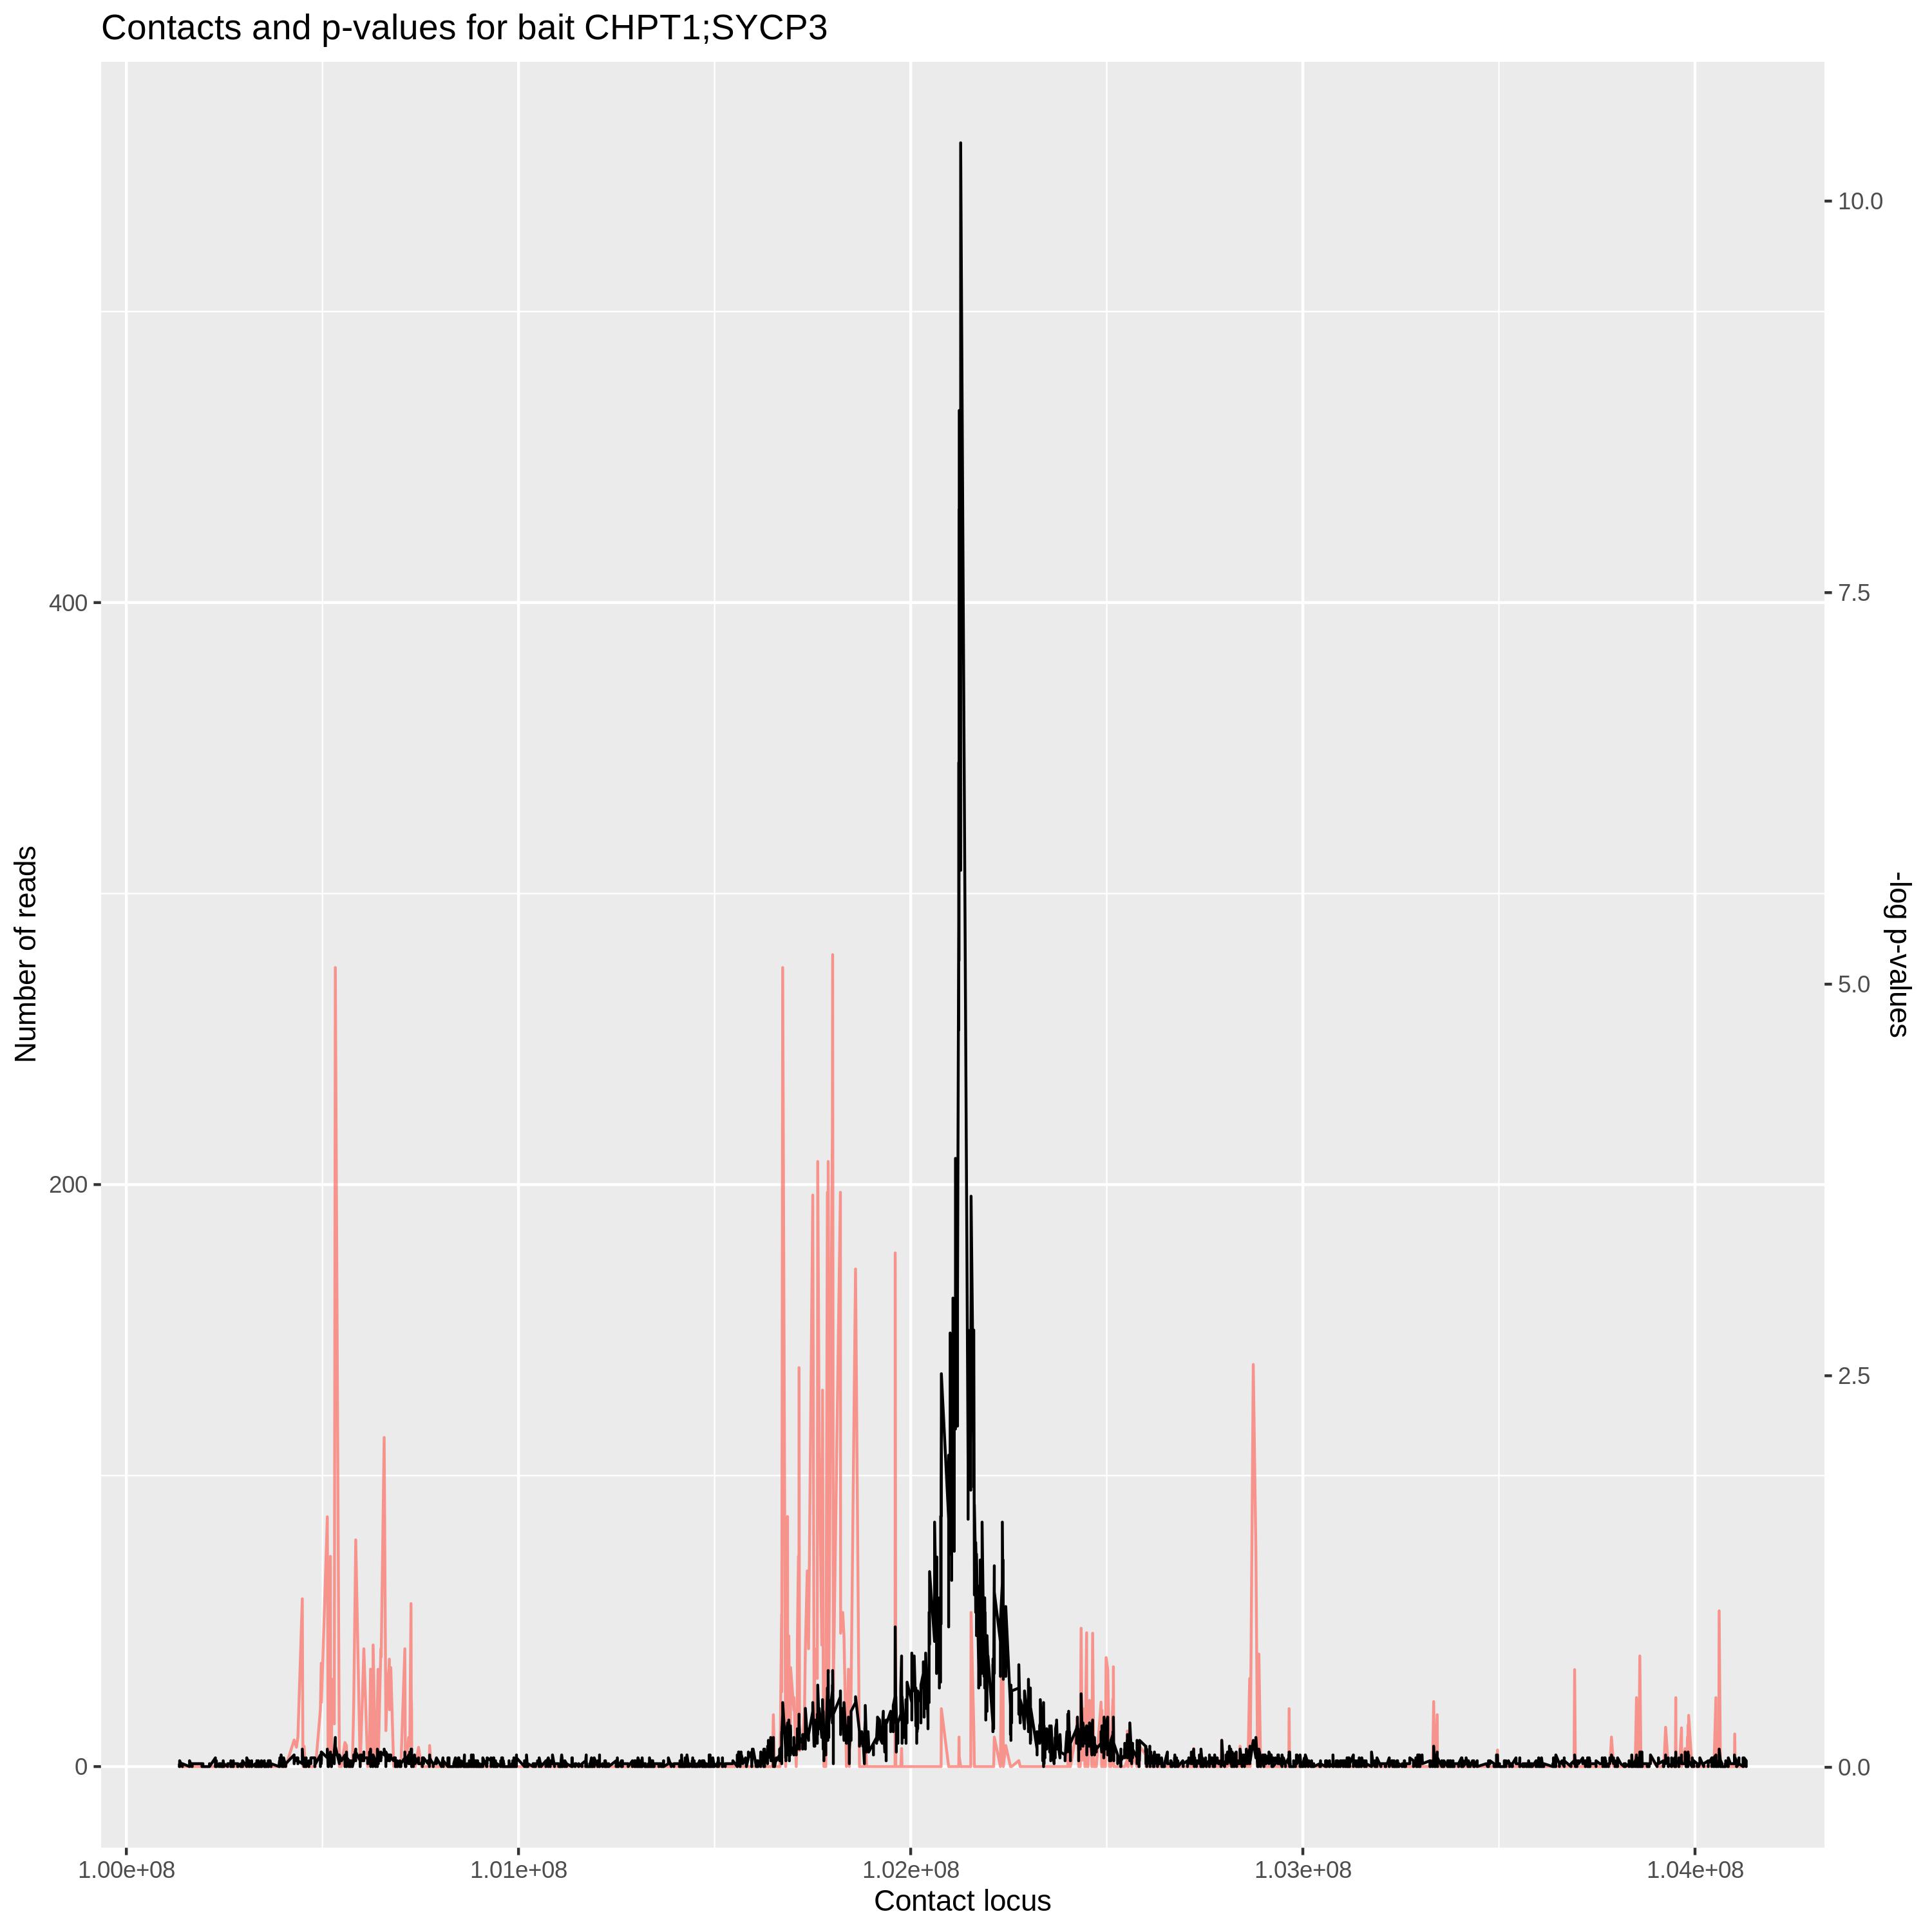 Contacts and p-values for bait CHPT1;SYCP3
Number of reads
400
200
0
10.0
7.5
5.0
2.5
0.0
-log p-values
1.00e+08
1.01e+08
1.02e+08
1.03e+08
1.04e+08
Contact locus